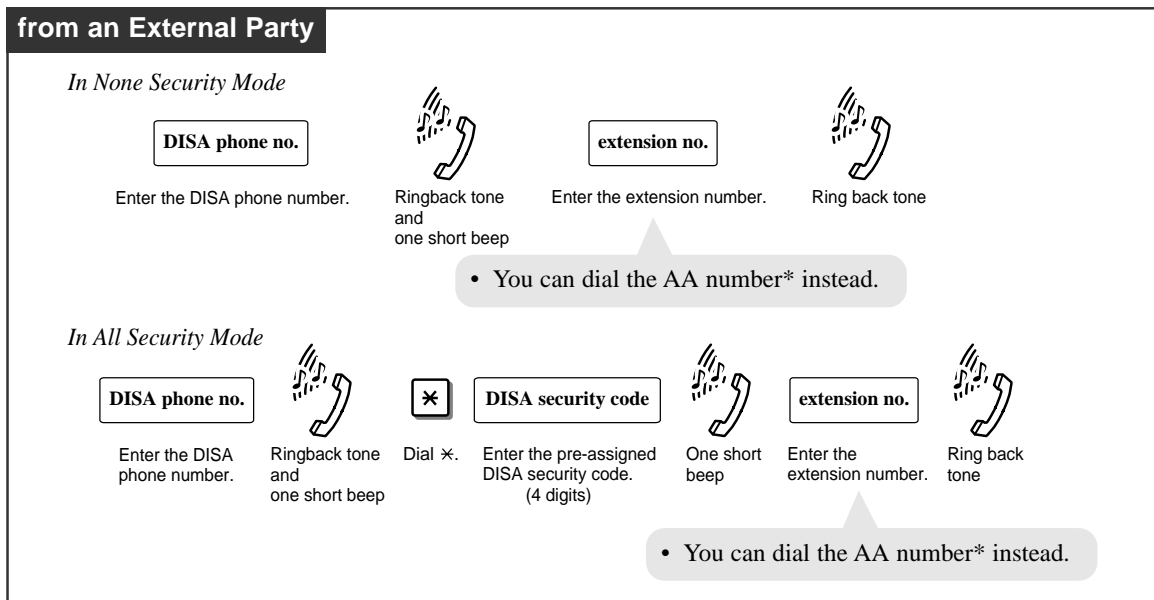 from an External Party
In None Security Mode
DISA phone no.
extension no.
Enter the DISA phone number.
Ringback tone
and
one short beep
Enter the extension number.
Ring back tone
• You can dial the AA number* instead.
In All Security Mode
DISA phone no.
✳
DISA security code
extension no.
Enter the DISA
phone number.
Ringback tone
and
one short beep
Dial ✳.
Enter the pre-assigned
DISA security code.
(4 digits)
One short
beep
Enter the
extension number.
Ring back
tone
• You can dial the AA number* instead.